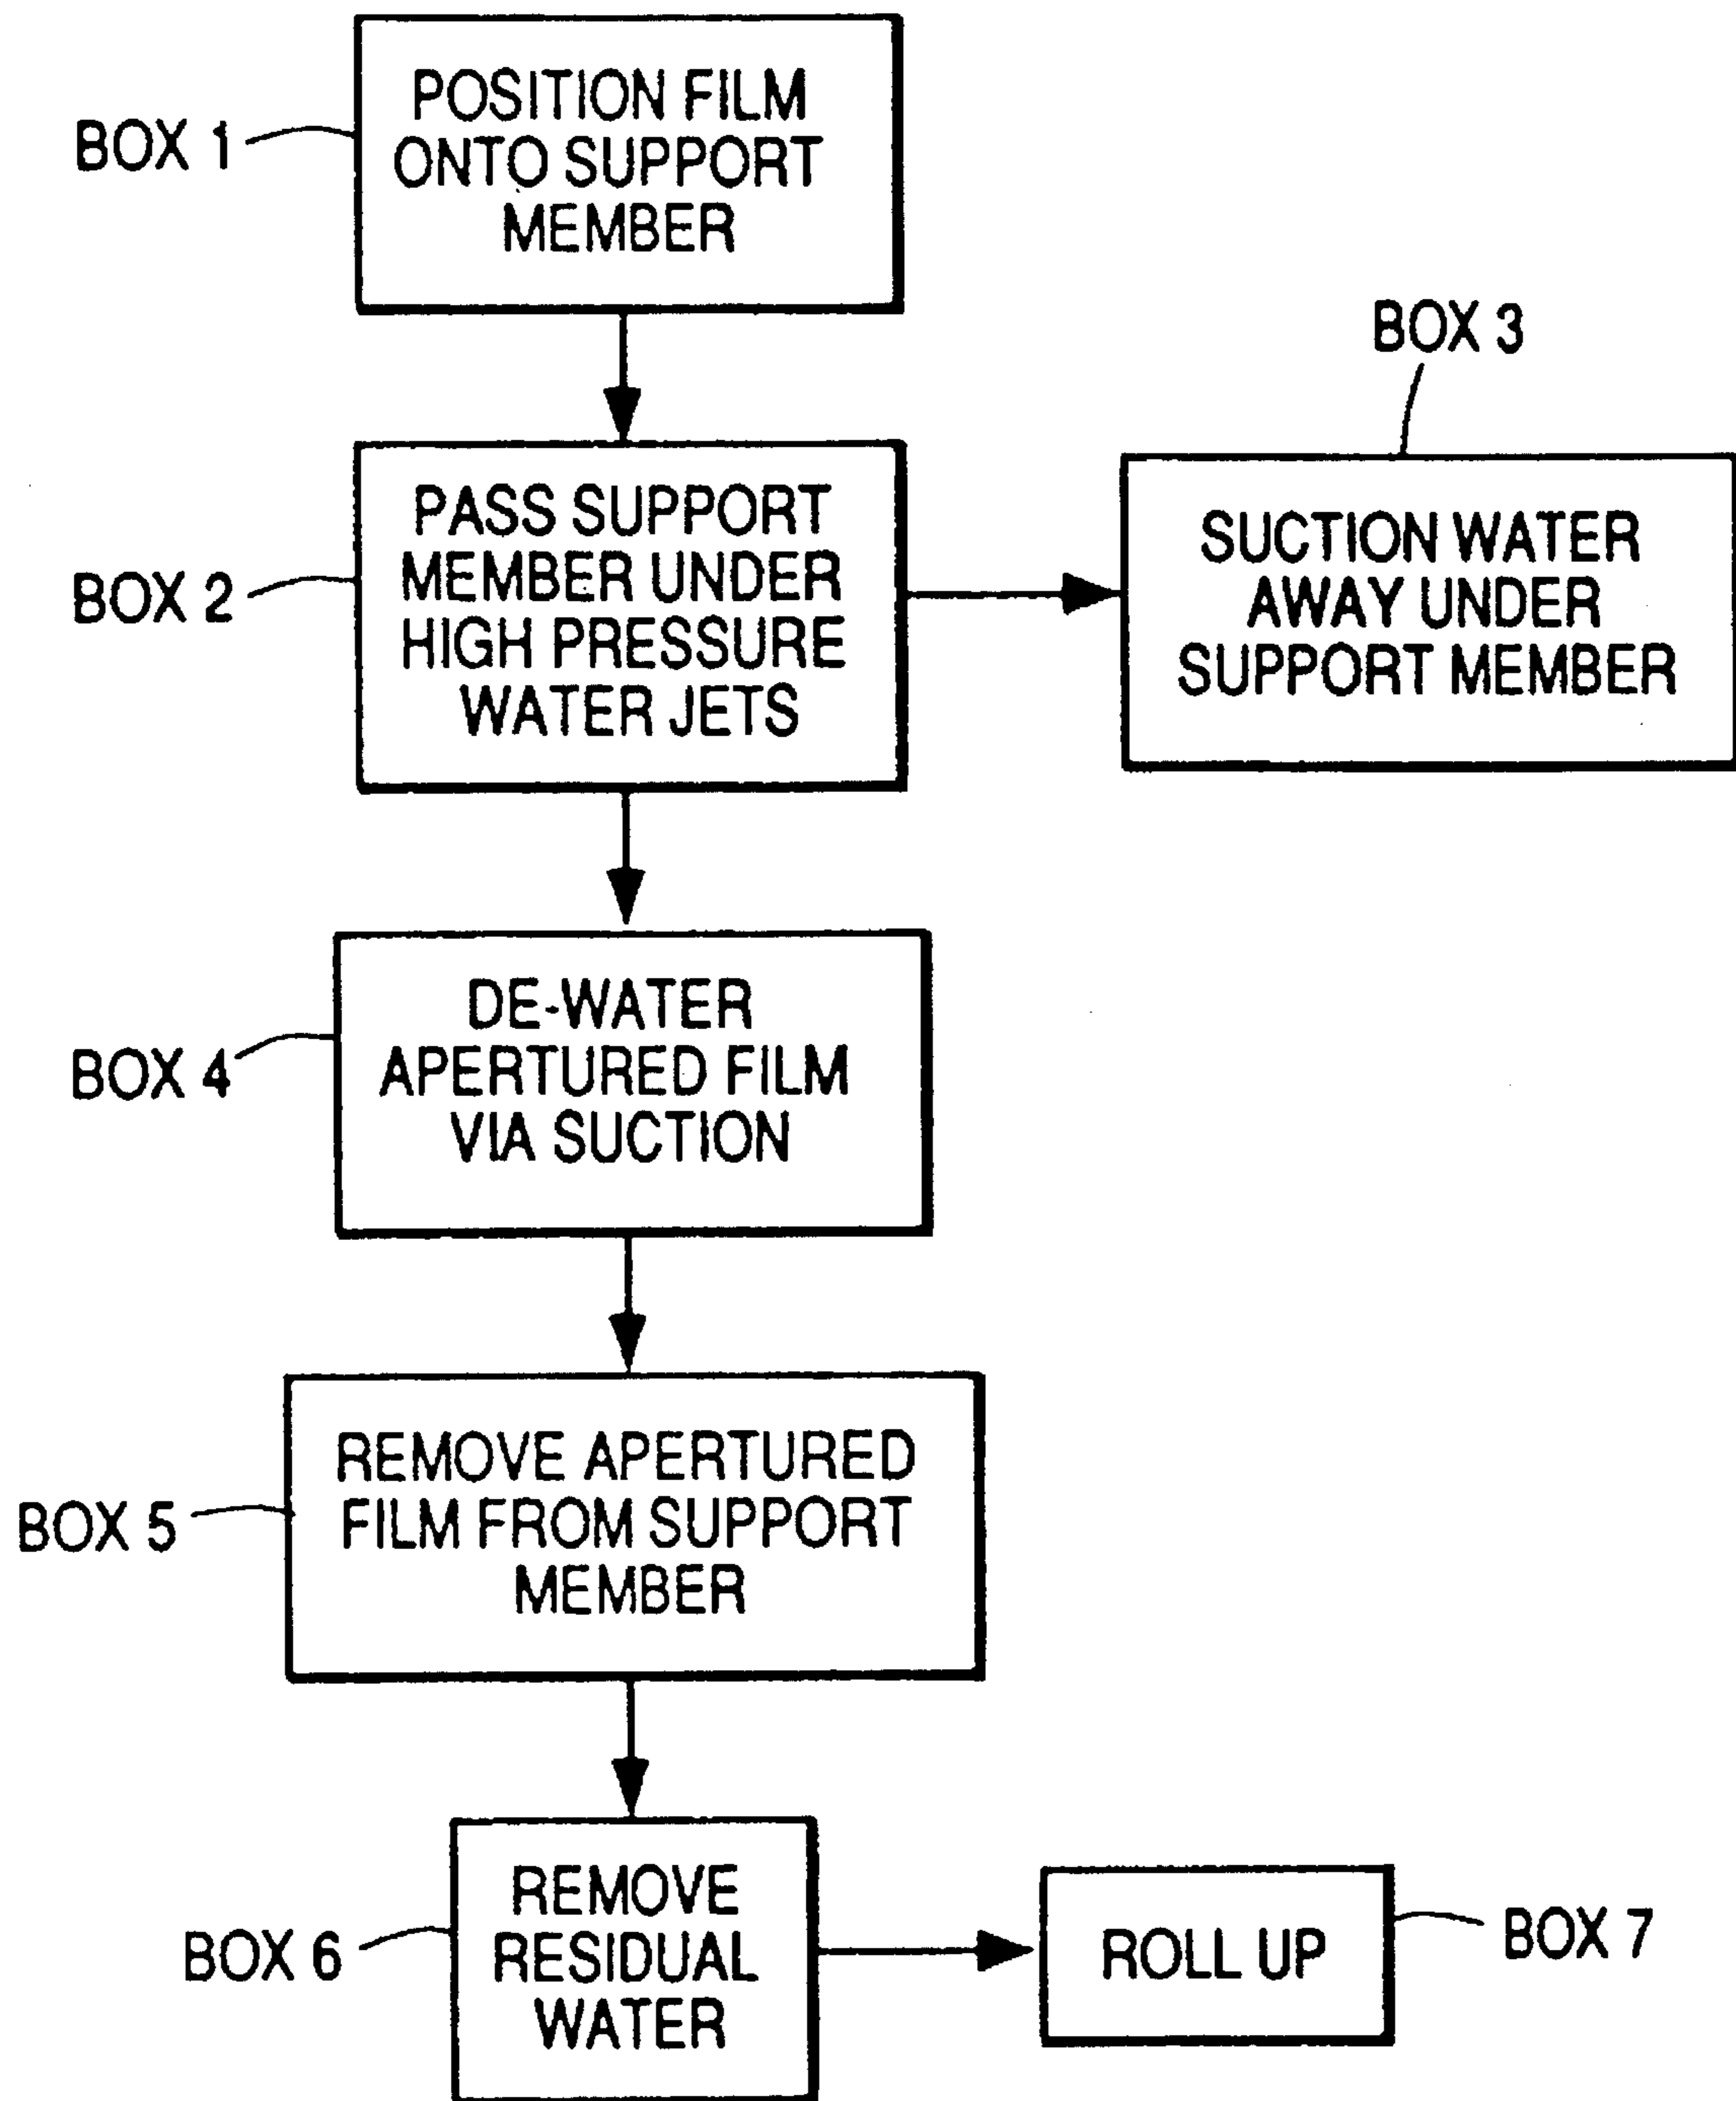 BOX 1
POSITION FILM
ONTO SUPPORT
MEMBER
BOX 2
PASS SUPPORT
MEMBER UNDER
HIGH PRESSURE
WATER JETS
BOX 3
SUCTION WATER
AWAY UNDER
SUPPORT MEMBER
BOX 4
DE-WATER
APERTURED FILM
VIA SUCTION
BOX 5
REMOVE APERTURED
FILM FROM SUPPORT
MEMBER
BOX 6
REMOVE
RESIDUAL
WATER
ROLL UP
BOX 7